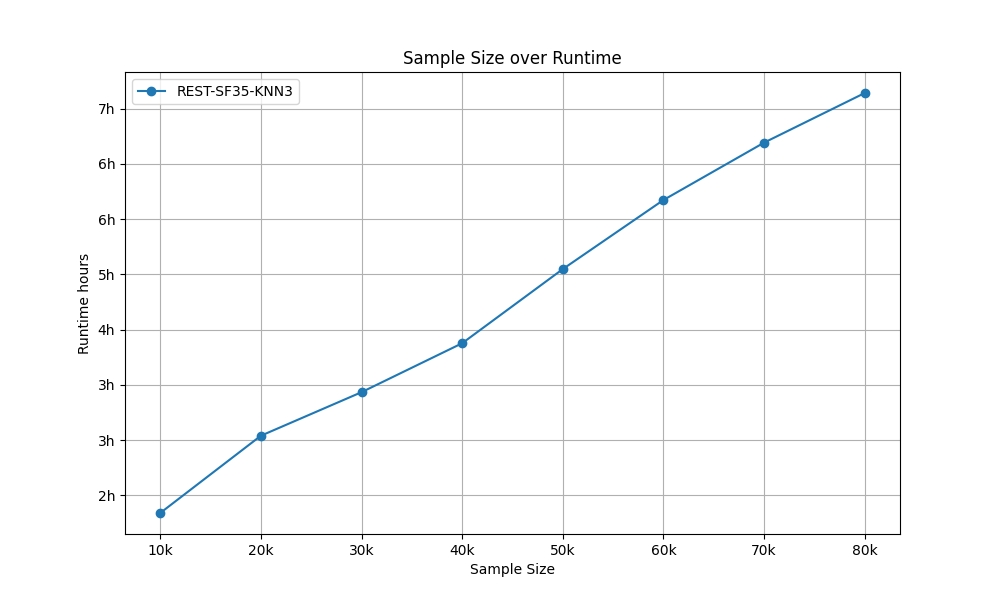 Sample Size over Runtime
REST-SF35-KNN3
7h
6h
6h
5h
4h
3h
3h
2h
Runtime hours
10k 20k 30k 40k 50k 60k 70k 80k
Sample Size